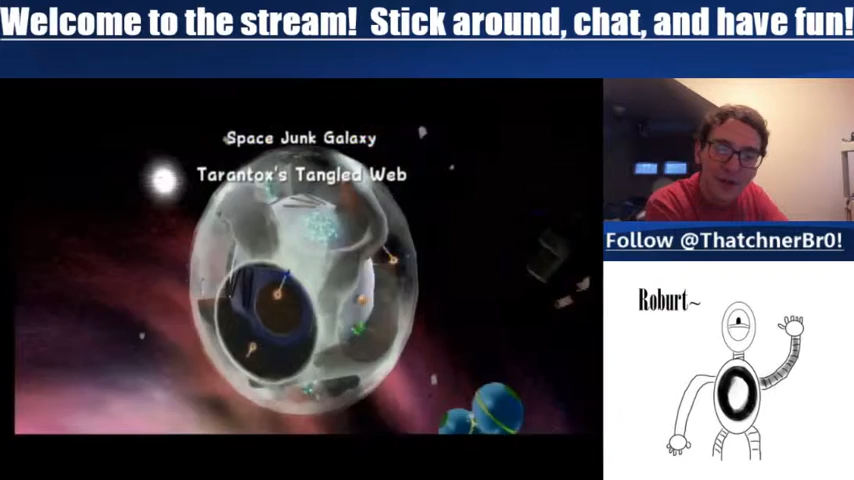 Welcome to the stream! Stick around, chat, and have fun!
Space Junk Galaxy
Tarantox's Tangled Web
Follow @ThatchnerBr0!
Roburt~